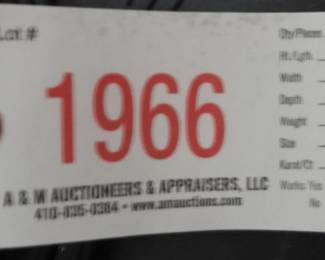 Lot #
1966
A & M AUCTIONEERS & APPRAISERS, LLC
410-835-0384 • www.amauctions.com
Qty/Pieces
Ht./Lgth.
Width
Depth
Weight
Size
Karat/Ct
Works Yes
No